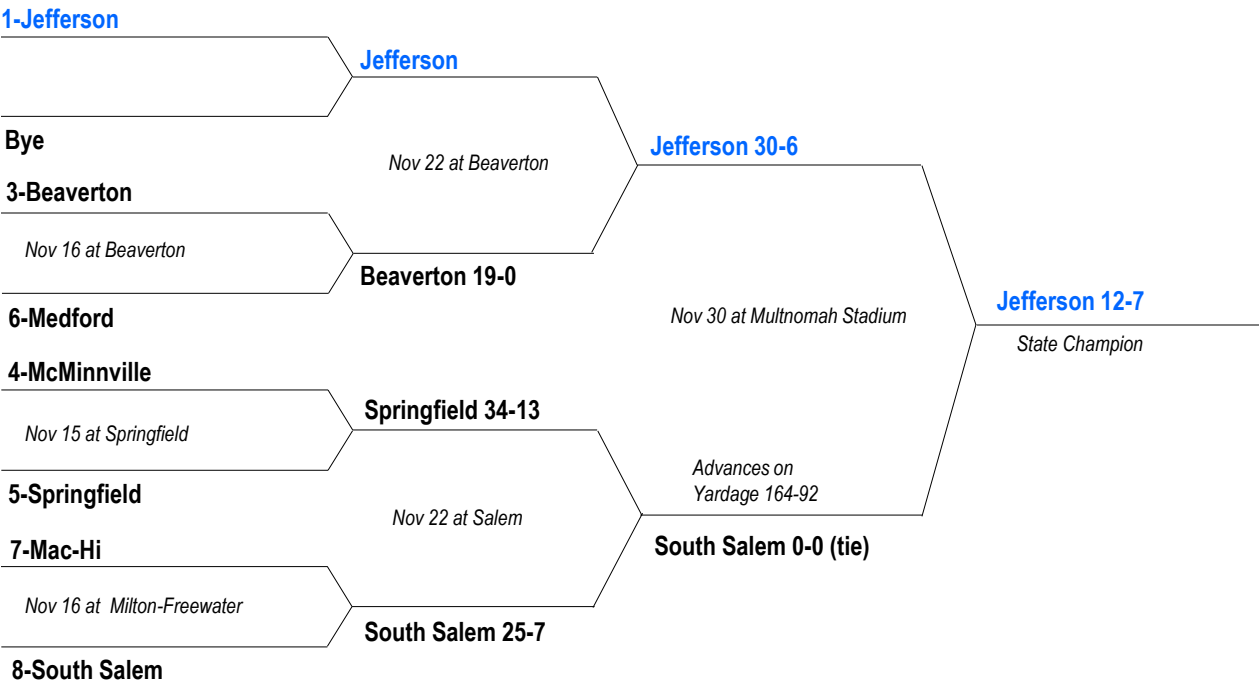 1-Jefferson
Jefferson
Bye
Nov 22 at Beaverton
Jefferson 30-6
3-Beaverton
Nov 16 at Beaverton
Beaverton 19-0
6-Medford
Nov 30 at Multnomah Stadium
Jefferson 12-7
State Champion
4-McMinnville
Springfield 34-13
Nov 15 at Springfield
Advances on
Yardage 164-92
5-Springfield
Nov 22 at Salem
7-Mac-Hi
South Salem 0-0 (tie)
Nov 16 at  Milton-Freewater
South Salem 25-7
8-South Salem